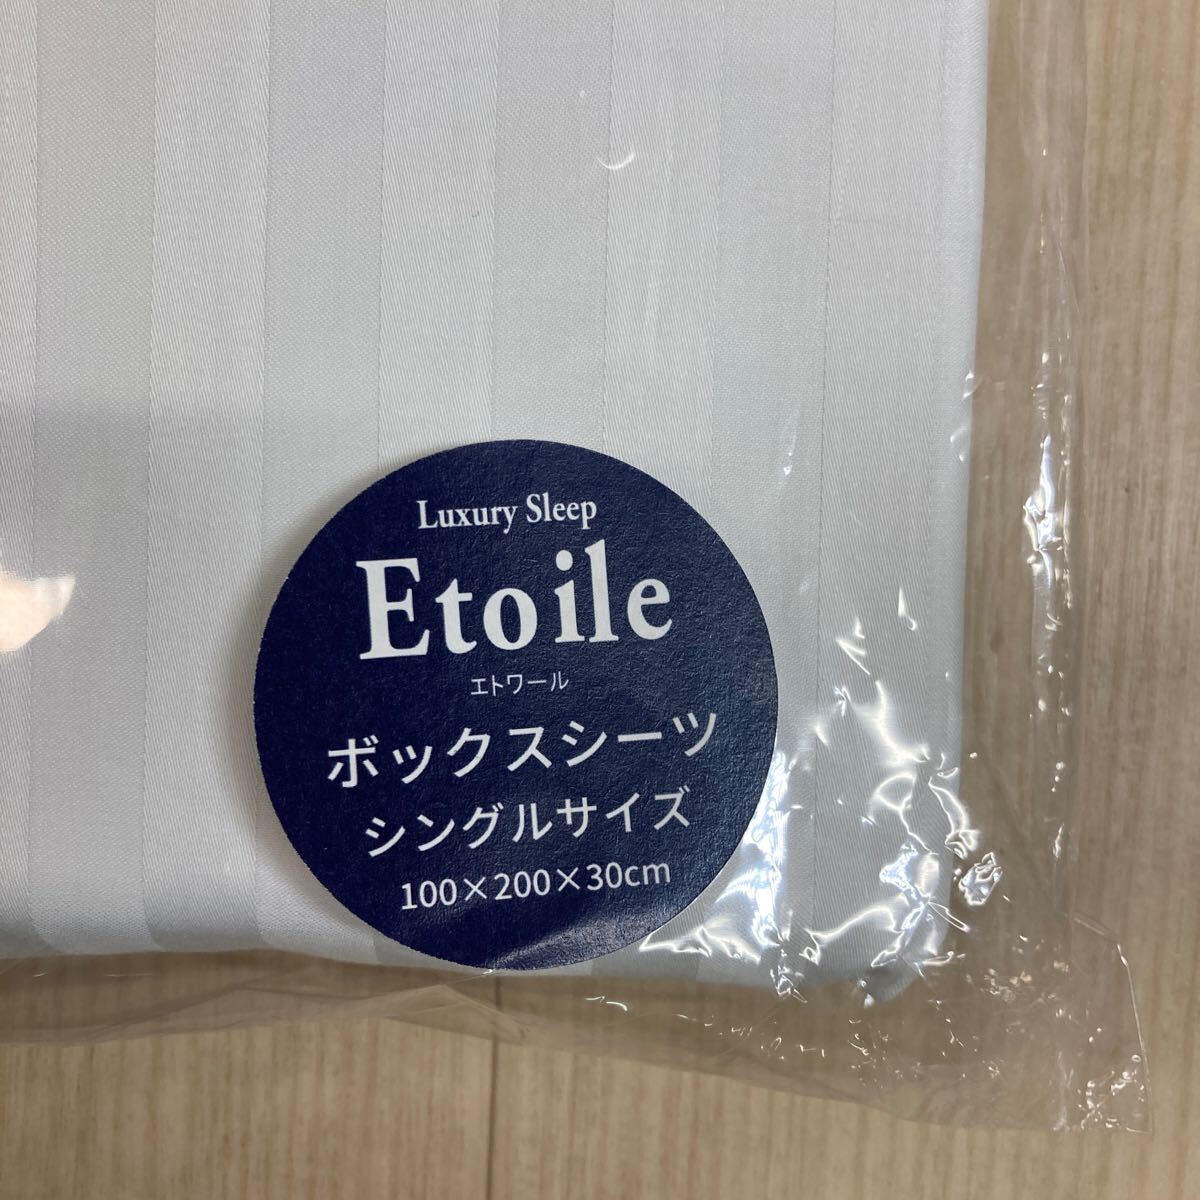 Luxury Sleep
Etoile
エトワール
ボックスシーツ
シングルサイズ
100×200×30cm